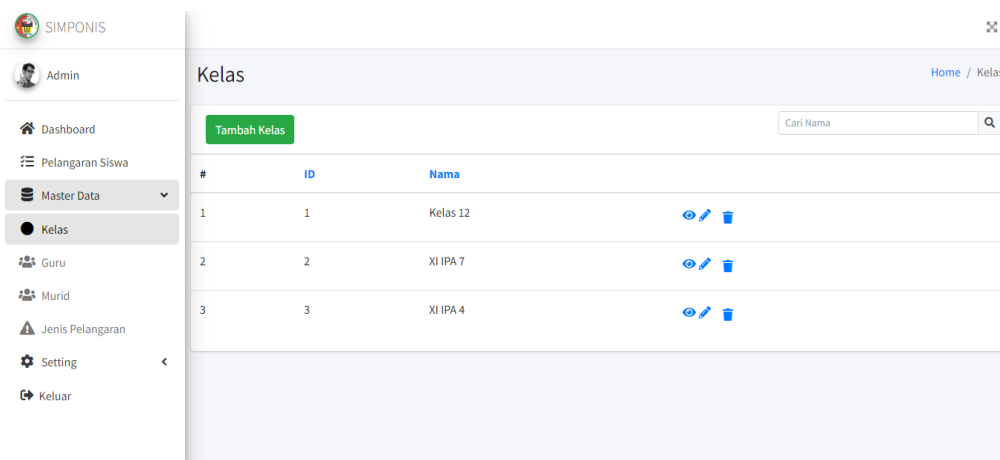 SIMPONIS
Admin
Dashboard
Pelangaran Siswa
Master Data
Kelas
Guru
Murid
Jenis Pelangaran
Setting
Keluar
Kelas
Home / Kelas
Tambah Kelas
Cari Nama
# ID Nama
1 1 Kelas 12
2 2 XI IPA 7
3 3 XI IPA 4